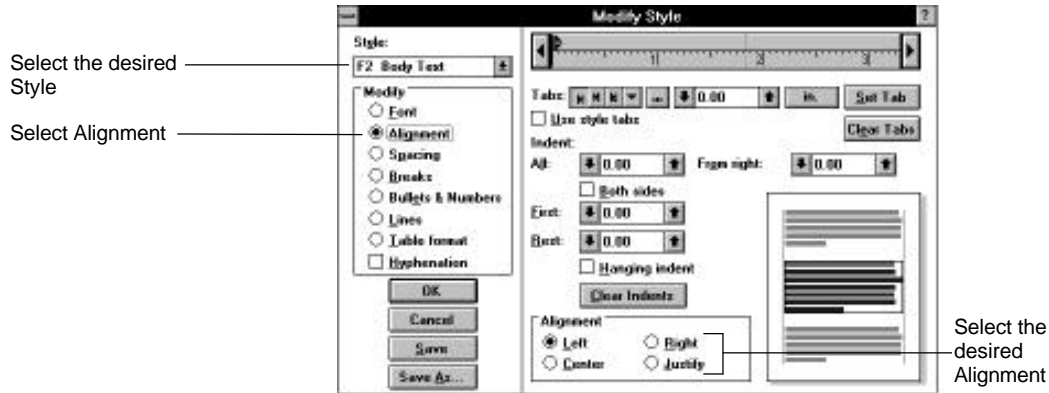 Modify Style
?
Select the desired
Style
Select Alignment
Style:
F2 Body Text
Modify
Font
Alignment
Spacing
Breaks
Bullets & Numbers
Lines
Table format
Hyphenation
OK
Cancel
Save
Save As...
1 2 3
Tabs: ... 0.00 in. Set Tab
Use style tabs
Clear Tabs
Indent:
All: 0.00 From right: 0.00
Both sides
First: 0.00
Rest: 0.00
Hanging indent
Clear Indents
Alignment
Left Right
Center Justify
Select the
desired
Alignment